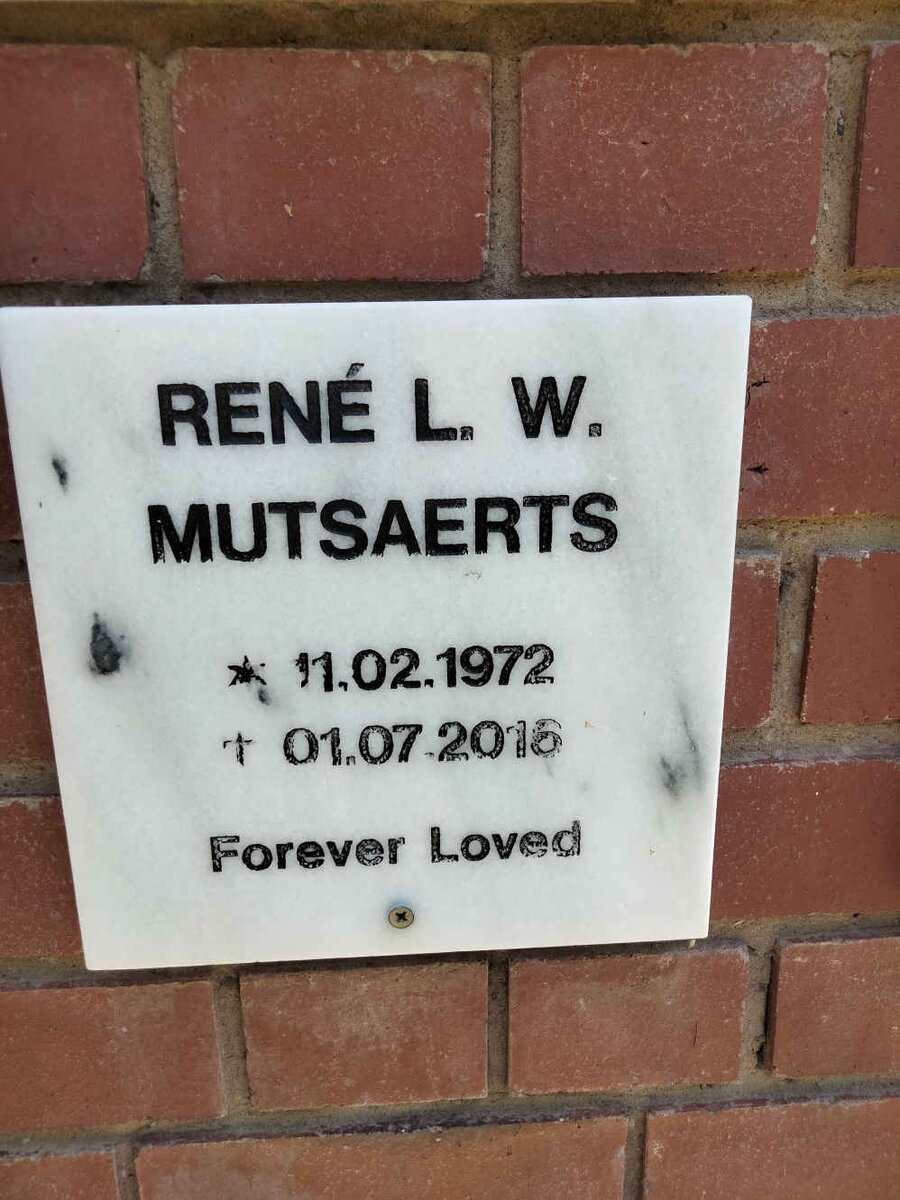 RENÉ L. W.
MUTSAERTS
★ 11.02.1972
† 01.07.2016
Forever Loved